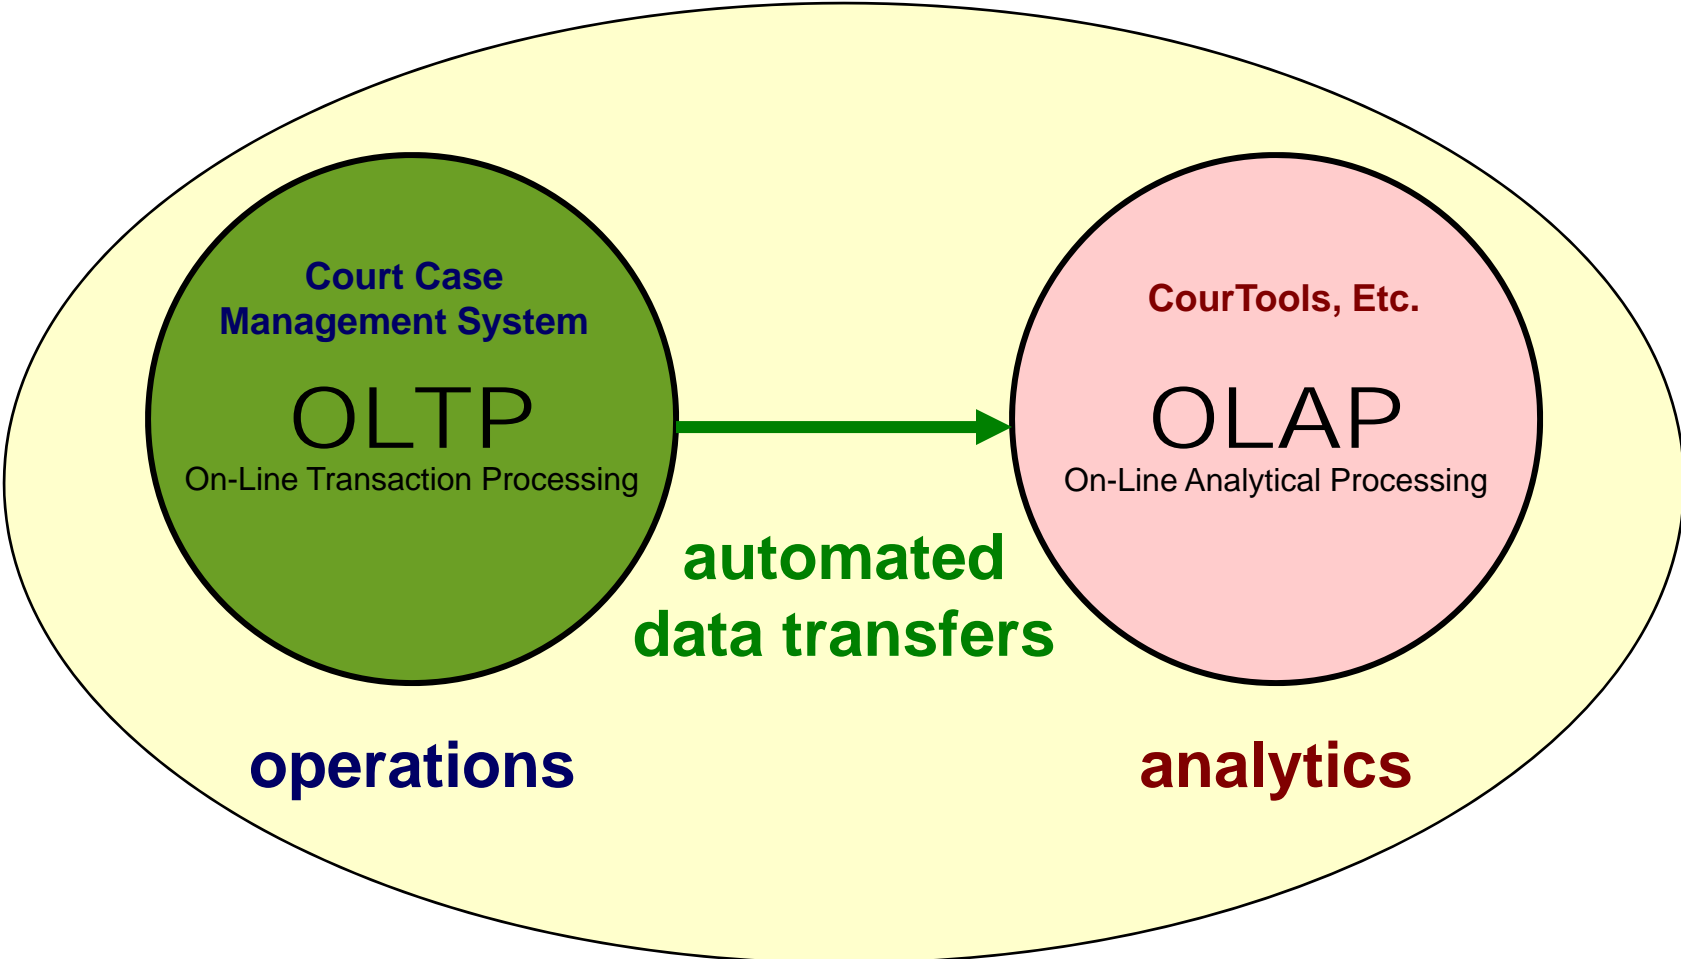 Court Case
Management System
OLTP
On-Line Transaction Processing
CourTools, Etc.
OLAP
On-Line Analytical Processing
automated
data transfers
operations
analytics